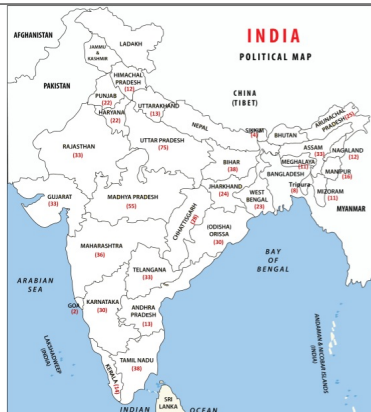 INDIA
POLITICAL MAP
AFGHANISTAN
JAMMU
&
KASHMIR
LADAKH
PAKISTAN
HIMACHAL
PRADESH
(12)
CHINA
(TIBET)
PUNJAB
(22)
HARYANA
(22)
UTTARAKHAND
(13)
NEPAL
SIKKIM
(4)
BHUTAN
ARUNACHAL
PRADESH(25)
RAJASTHAN
(33)
UTTAR PRADESH
(75)
BIHAR
(38)
ASSAM
(33)
NAGALAND
(12)
MEGHALAYA
(11)
BANGLADESH
MANIPUR
(16)
Tripura
(8)
MIZORAM
(11)
MYANMAR
GUJARAT
(33)
MADHYA PRADESH
(55)
JHARKHAND
(24)
WEST
BENGAL
(23)
CHHATTISGARH
(28)
(ODISHA)
ORISSA
(30)
MAHARASHTRA
(36)
TELANGANA
(33)
ARABIAN
SEA
BAY
OF
BENGAL
GOA
(2)
KARNATAKA
(30)
ANDHRA
PRADESH
(13)
LAKSHADWEEP
(INDIA)
KERALA (14)
TAMIL NADU
(38)
ANDAMAN & NICOBAR ISLANDS
(INDIA)
SRI
LANKA
INDIAN OCEAN